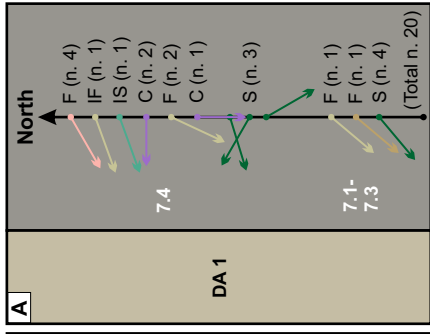 A
DA 1
North
F (n. 4)
IF (n. 1)
IS (n. 1)
C (n. 2)
F (n. 2)
C (n. 1)
S (n. 3)
F (n. 1)
F (n. 1)
S (n. 4)
(Total n. 20)
7.4
7.1-
7.3